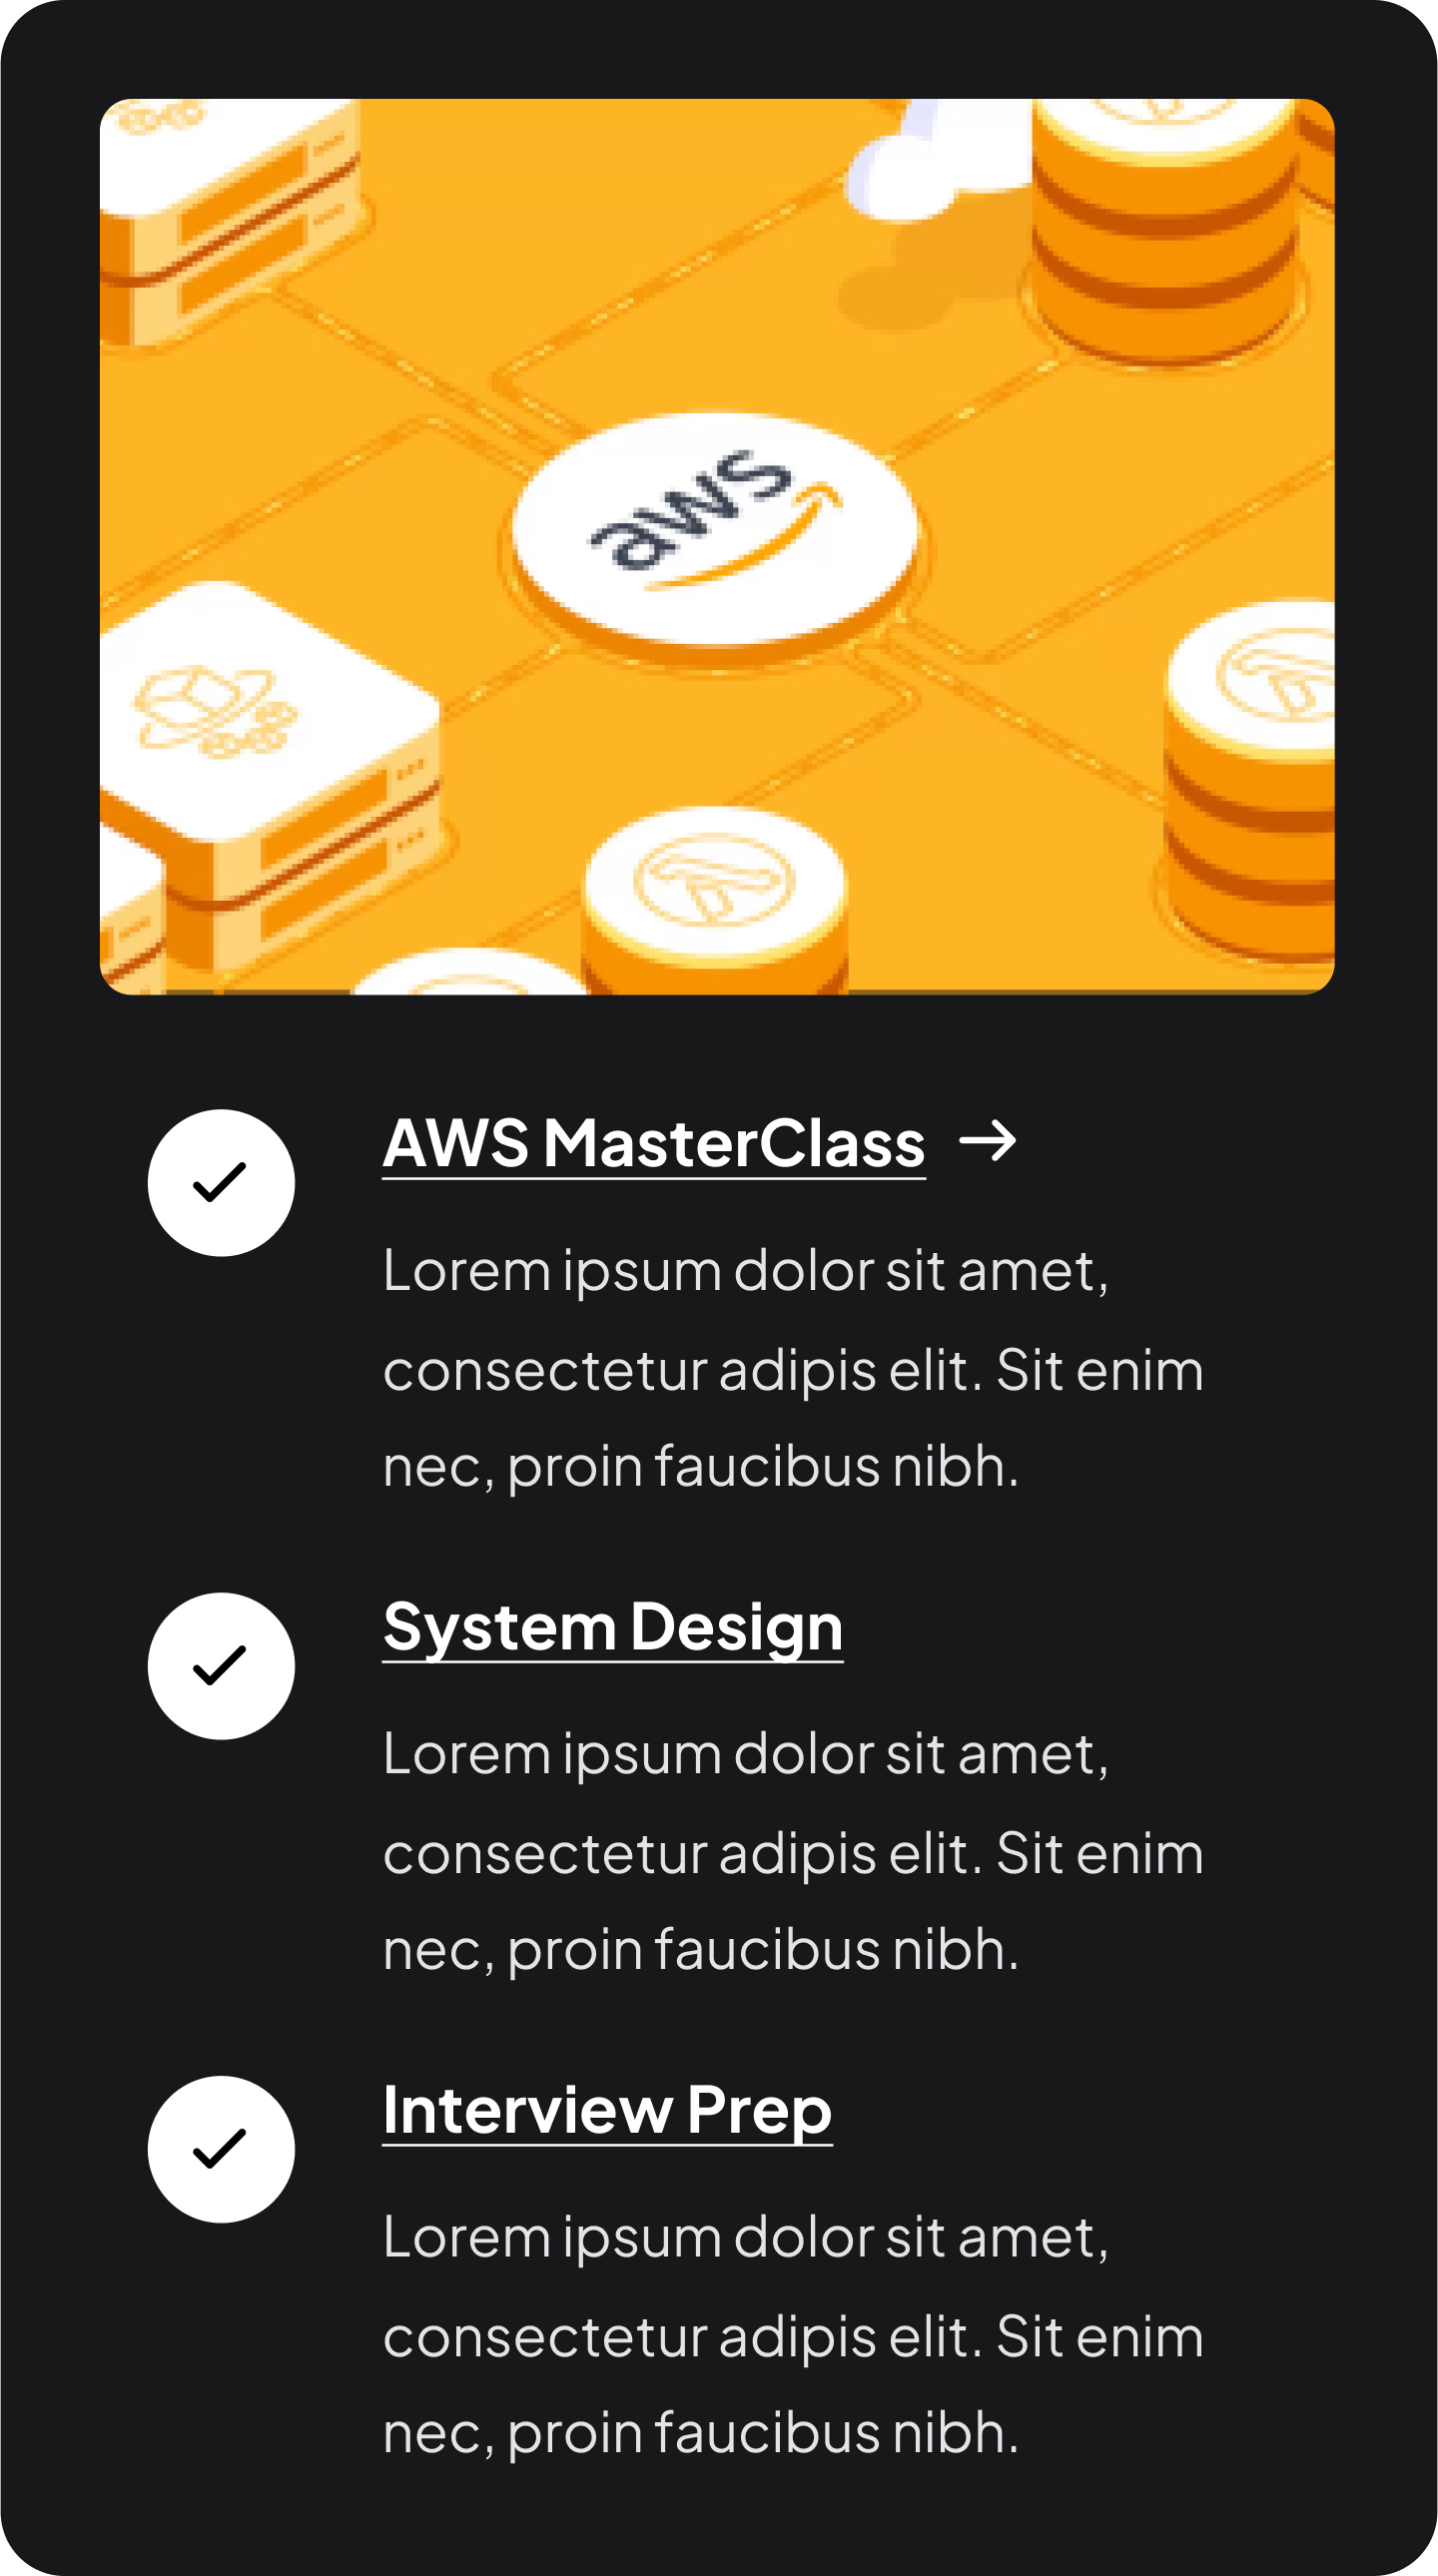 aws
AWS MasterClass →
Lorem ipsum dolor sit amet,
consectetur adipis elit. Sit enim
nec, proin faucibus nibh.
System Design
Lorem ipsum dolor sit amet,
consectetur adipis elit. Sit enim
nec, proin faucibus nibh.
Interview Prep
Lorem ipsum dolor sit amet,
consectetur adipis elit. Sit enim
nec, proin faucibus nibh.